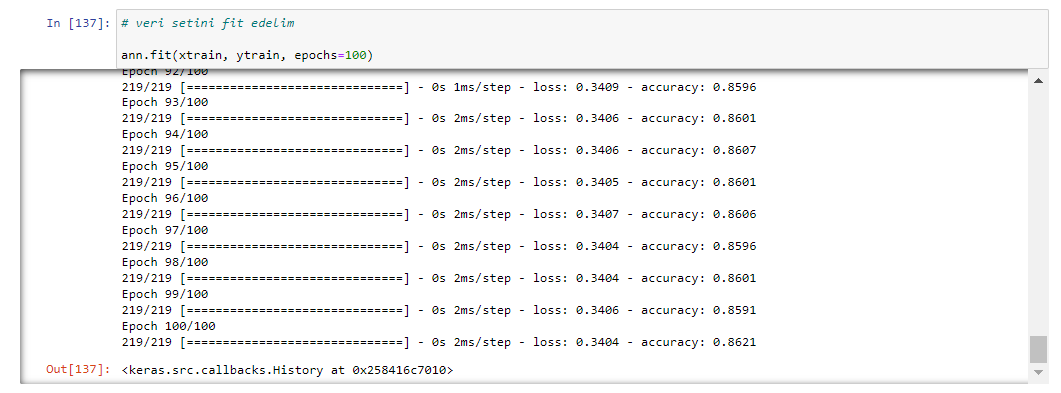 In [137]: # veri setini fit edelim
ann.fit(xtrain, ytrain, epochs=100)
Epoch 92/100
219/219 [==============================] - 0s 1ms/step - loss: 0.3409 - accuracy: 0.8596
Epoch 93/100
219/219 [==============================] - 0s 2ms/step - loss: 0.3406 - accuracy: 0.8601
Epoch 94/100
219/219 [==============================] - 0s 2ms/step - loss: 0.3406 - accuracy: 0.8607
Epoch 95/100
219/219 [==============================] - 0s 2ms/step - loss: 0.3405 - accuracy: 0.8601
Epoch 96/100
219/219 [==============================] - 0s 2ms/step - loss: 0.3407 - accuracy: 0.8606
Epoch 97/100
219/219 [==============================] - 0s 2ms/step - loss: 0.3404 - accuracy: 0.8596
Epoch 98/100
219/219 [==============================] - 0s 2ms/step - loss: 0.3404 - accuracy: 0.8601
Epoch 99/100
219/219 [==============================] - 0s 2ms/step - loss: 0.3406 - accuracy: 0.8591
Epoch 100/100
219/219 [==============================] - 0s 2ms/step - loss: 0.3404 - accuracy: 0.8621
Out[137]: <keras.src.callbacks.History at 0x258416c7010>